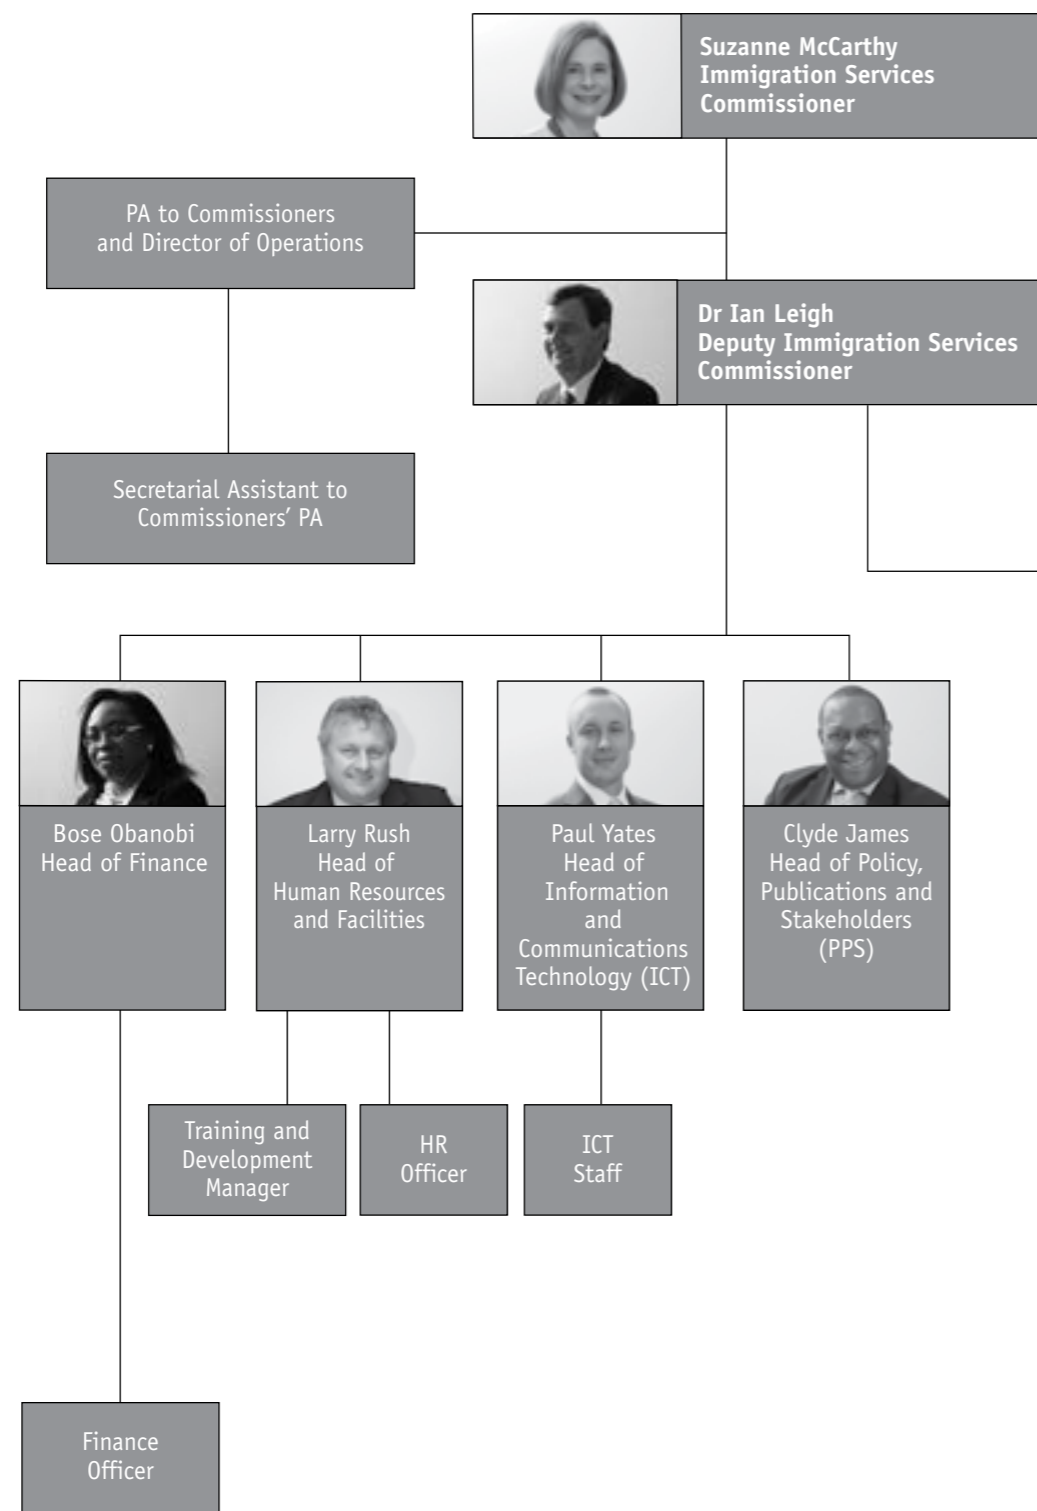 Suzanne McCarthy
Immigration Services
Commissioner
PA to Commissioners
and Director of Operations
Dr Ian Leigh
Deputy Immigration Services
Commissioner
Secretarial Assistant to
Commissioners’ PA
Bose Obanobi
Head of Finance
Larry Rush
Head of
Human Resources
and Facilities
Paul Yates
Head of
Information
and
Communications
Technology (ICT)
Clyde James
Head of Policy,
Publications and
Stakeholders
(PPS)
Training and
Development
Manager
HR
Officer
ICT
Staff
Finance
Officer